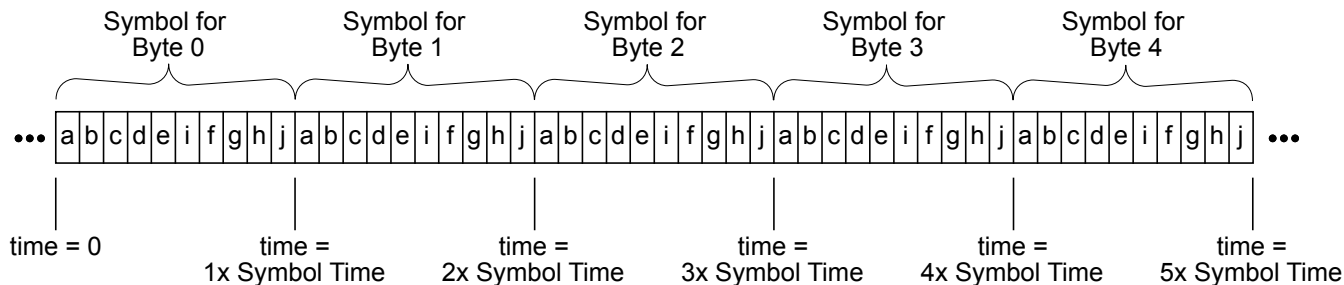 Symbol for Byte 0
Symbol for Byte 1
Symbol for Byte 2
Symbol for Byte 3
Symbol for Byte 4
••• a b c d e i f g h j a b c d e i f g h j a b c d e i f g h j a b c d e i f g h j a b c d e i f g h j •••
time = 0
time = 1x Symbol Time
time = 2x Symbol Time
time = 3x Symbol Time
time = 4x Symbol Time
time = 5x Symbol Time